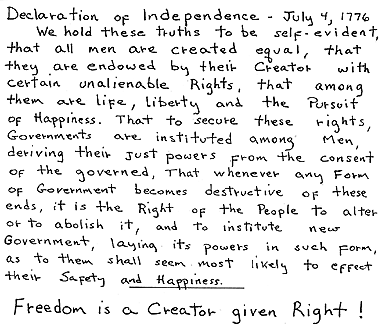 Declaration of Independence - July 4, 1776
We hold these truths to be self-evident,
that all men are created equal, that
they are endowed by their Creator with
certain unalienable Rights, that among
them are life, liberty and the Pursuit
of Happiness. That to secure these rights,
Governments are instituted among Men,
deriving their just powers from the consent
of the governed, That whenever any Form
of Government becomes destructive of these
ends, it is the Right of the People to alter
or to abolish it, and to institute new
Government, laying its powers in such form,
as to them shall seem most likely to effect
their Safety and Happiness.
Freedom is a Creator given Right !